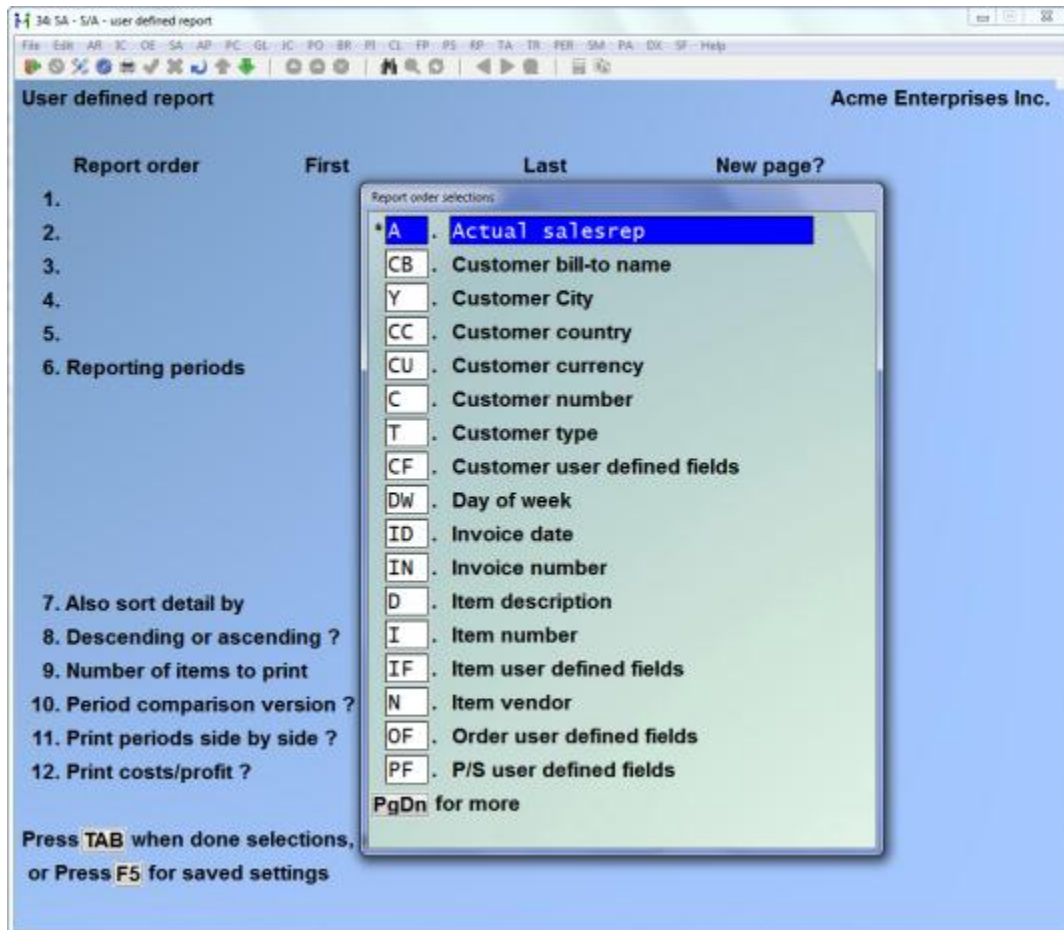 34: SA - S/A - user defined report
File Edit AR IC OE SA AP PC GL JC PO BR PI CL FP PS RP TA TR PER SM PA DX SF Help
User defined report Acme Enterprises Inc.
Report order First Last New page?
1.
2.
3.
4.
5.
6. Reporting periods
7. Also sort detail by
8. Descending or ascending ?
9. Number of items to print
10. Period comparison version ?
11. Print periods side by side ?
12. Print costs/profit ?
Press TAB when done selections,
or Press F5 for saved settings
Report order selections
*A . Actual salesrep
CB . Customer bill-to name
Y . Customer City
CC . Customer country
CU . Customer currency
C . Customer number
T . Customer type
CF . Customer user defined fields
DW . Day of week
ID . Invoice date
IN . Invoice number
D . Item description
I . Item number
IF . Item user defined fields
N . Item vendor
OF . Order user defined fields
PF . P/S user defined fields
PgDn for more